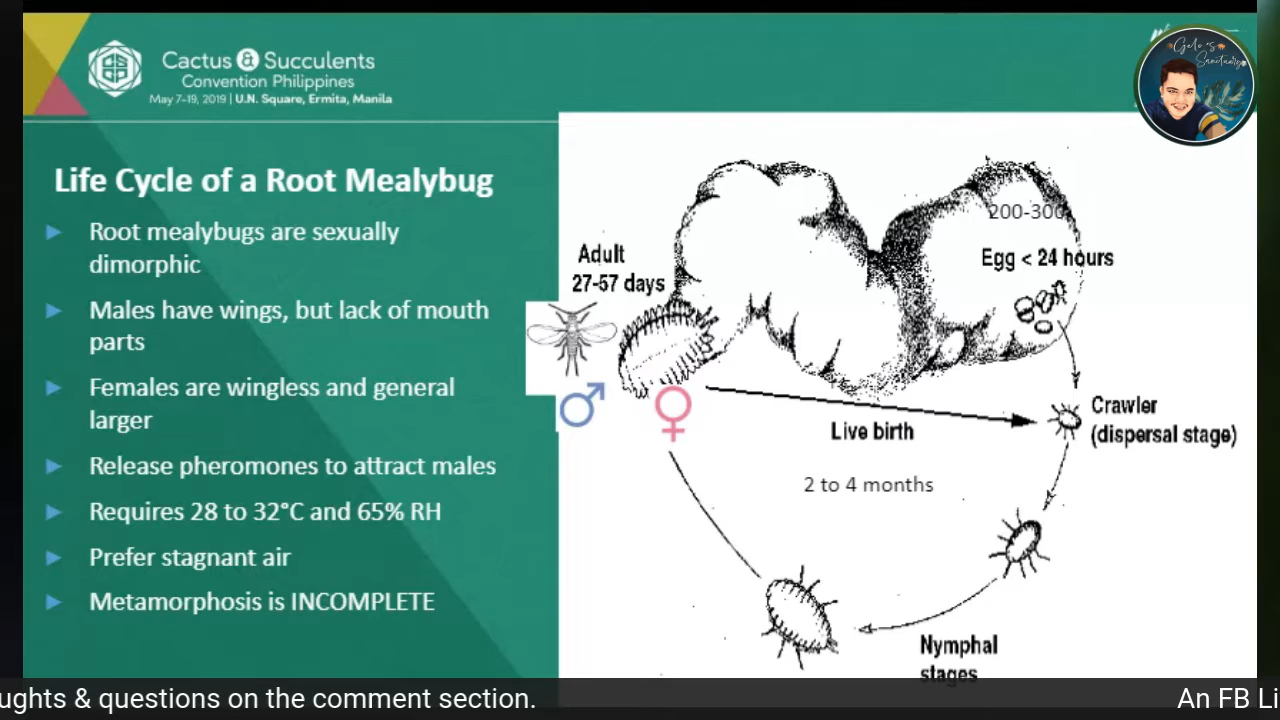 Cactus & Succulents
Convention Philippines
May 7-19, 2019 | U.N. Square, Ermita, Manila
Gelo's
Sanctuary
Life Cycle of a Root Mealybug
Root mealybugs are sexually
dimorphic
Males have wings, but lack of mouth
parts
Females are wingless and general
larger
Release pheromones to attract males
Requires 28 to 32°C and 65% RH
Prefer stagnant air
Metamorphosis is INCOMPLETE
200-300
Egg < 24 hours
Adult
27-57 days
Crawler
(dispersal stage)
Live birth
2 to 4 months
Nymphal
stages
ughts & questions on the comment section.
An FB Li